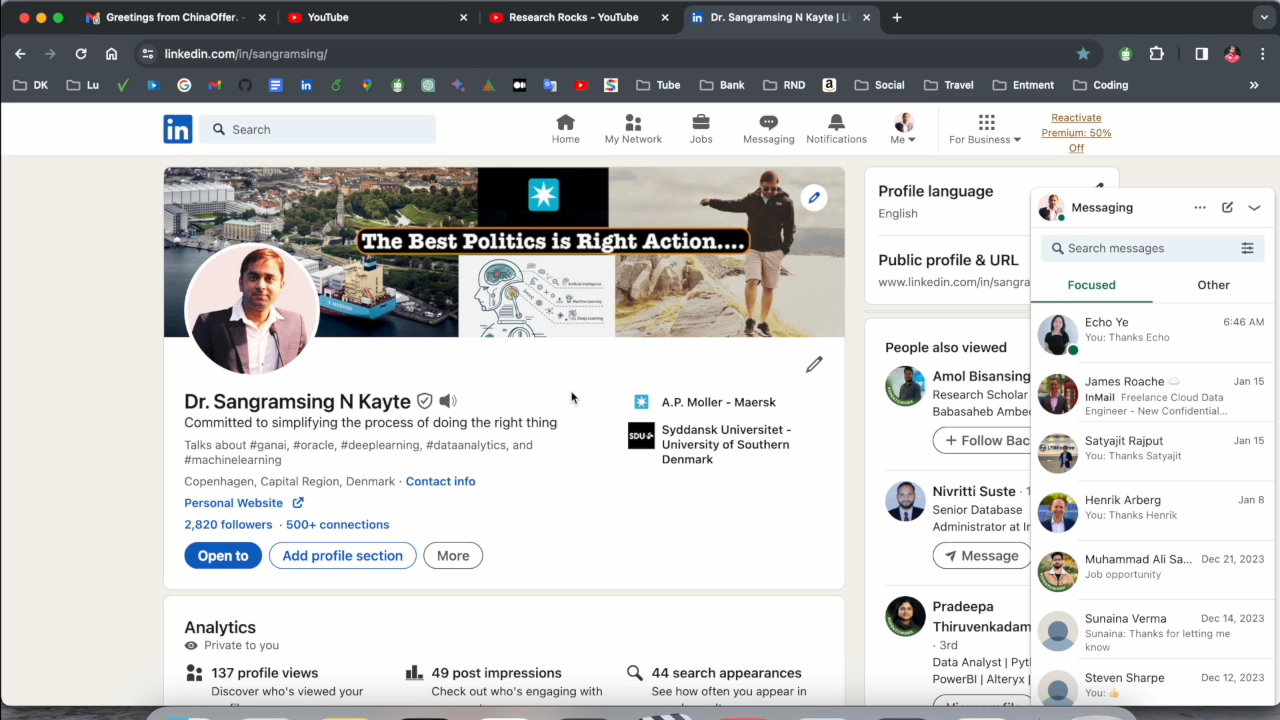 Greetings from ChinaOffer. -
YouTube
Research Rocks - YouTube
Dr. Sangramsing N Kayte | Li
linkedin.com/in/sangramsing/
DK
Lu
Tube
Bank
RND
Social
Travel
Entment
Coding
Search
Home
My Network
Jobs
Messaging
Notifications
Me
For Business
Reactivate
Premium: 50%
Off
The Best Politics is Right Action....
Artificial Intelligence
Machine Learning
Deep Learning
Dr. Sangramsing N Kayte
Committed to simplifying the process of doing the right thing
Talks about #ganai, #oracle, #deeplearning, #dataanalytics, and
#machinelearning
Copenhagen, Capital Region, Denmark · Contact info
Personal Website
2,820 followers · 500+ connections
Open to
Add profile section
More
A.P. Moller - Maersk
SDU
Syddansk Universitet -
University of Southern
Denmark
Analytics
Private to you
137 profile views
Discover who's viewed your
49 post impressions
Check out who's engaging with
44 search appearances
See how often you appear in
Profile language
English
Public profile & URL
www.linkedin.com/in/sangra
People also viewed
Amol Bisansing
Research Scholar
Babasaheb Ambe
+ Follow Bac
Nivritti Suste · 1
Senior Database
Administrator at In
Message
Pradeepa
Thiruvenkadam
· 3rd
Data Analyst | Pyt
PowerBI | Alteryx |
Messaging
Search messages
Focused
Other
Echo Ye
6:46 AM
You: Thanks Echo
James Roache
Jan 15
InMail Freelance Cloud Data
Engineer - New Confidential...
Satyajit Rajput
Jan 15
You: Thanks Satyajit
Henrik Arberg
Jan 8
You: Thanks Henrik
Muhammad Ali Sa...
Dec 21, 2023
Job opportunity
Sunaina Verma
Dec 14, 2023
Sunaina: Thanks for letting me
know
Steven Sharpe
Dec 12, 2023
You: 👍